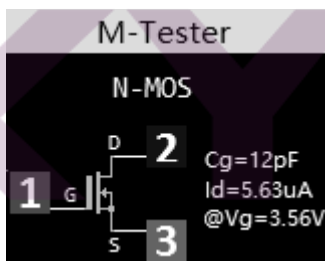 M-Tester
N-MOS
D
2
Cg=12pF
1
G
Id=5.63uA
@Vg=3.56V
S
3